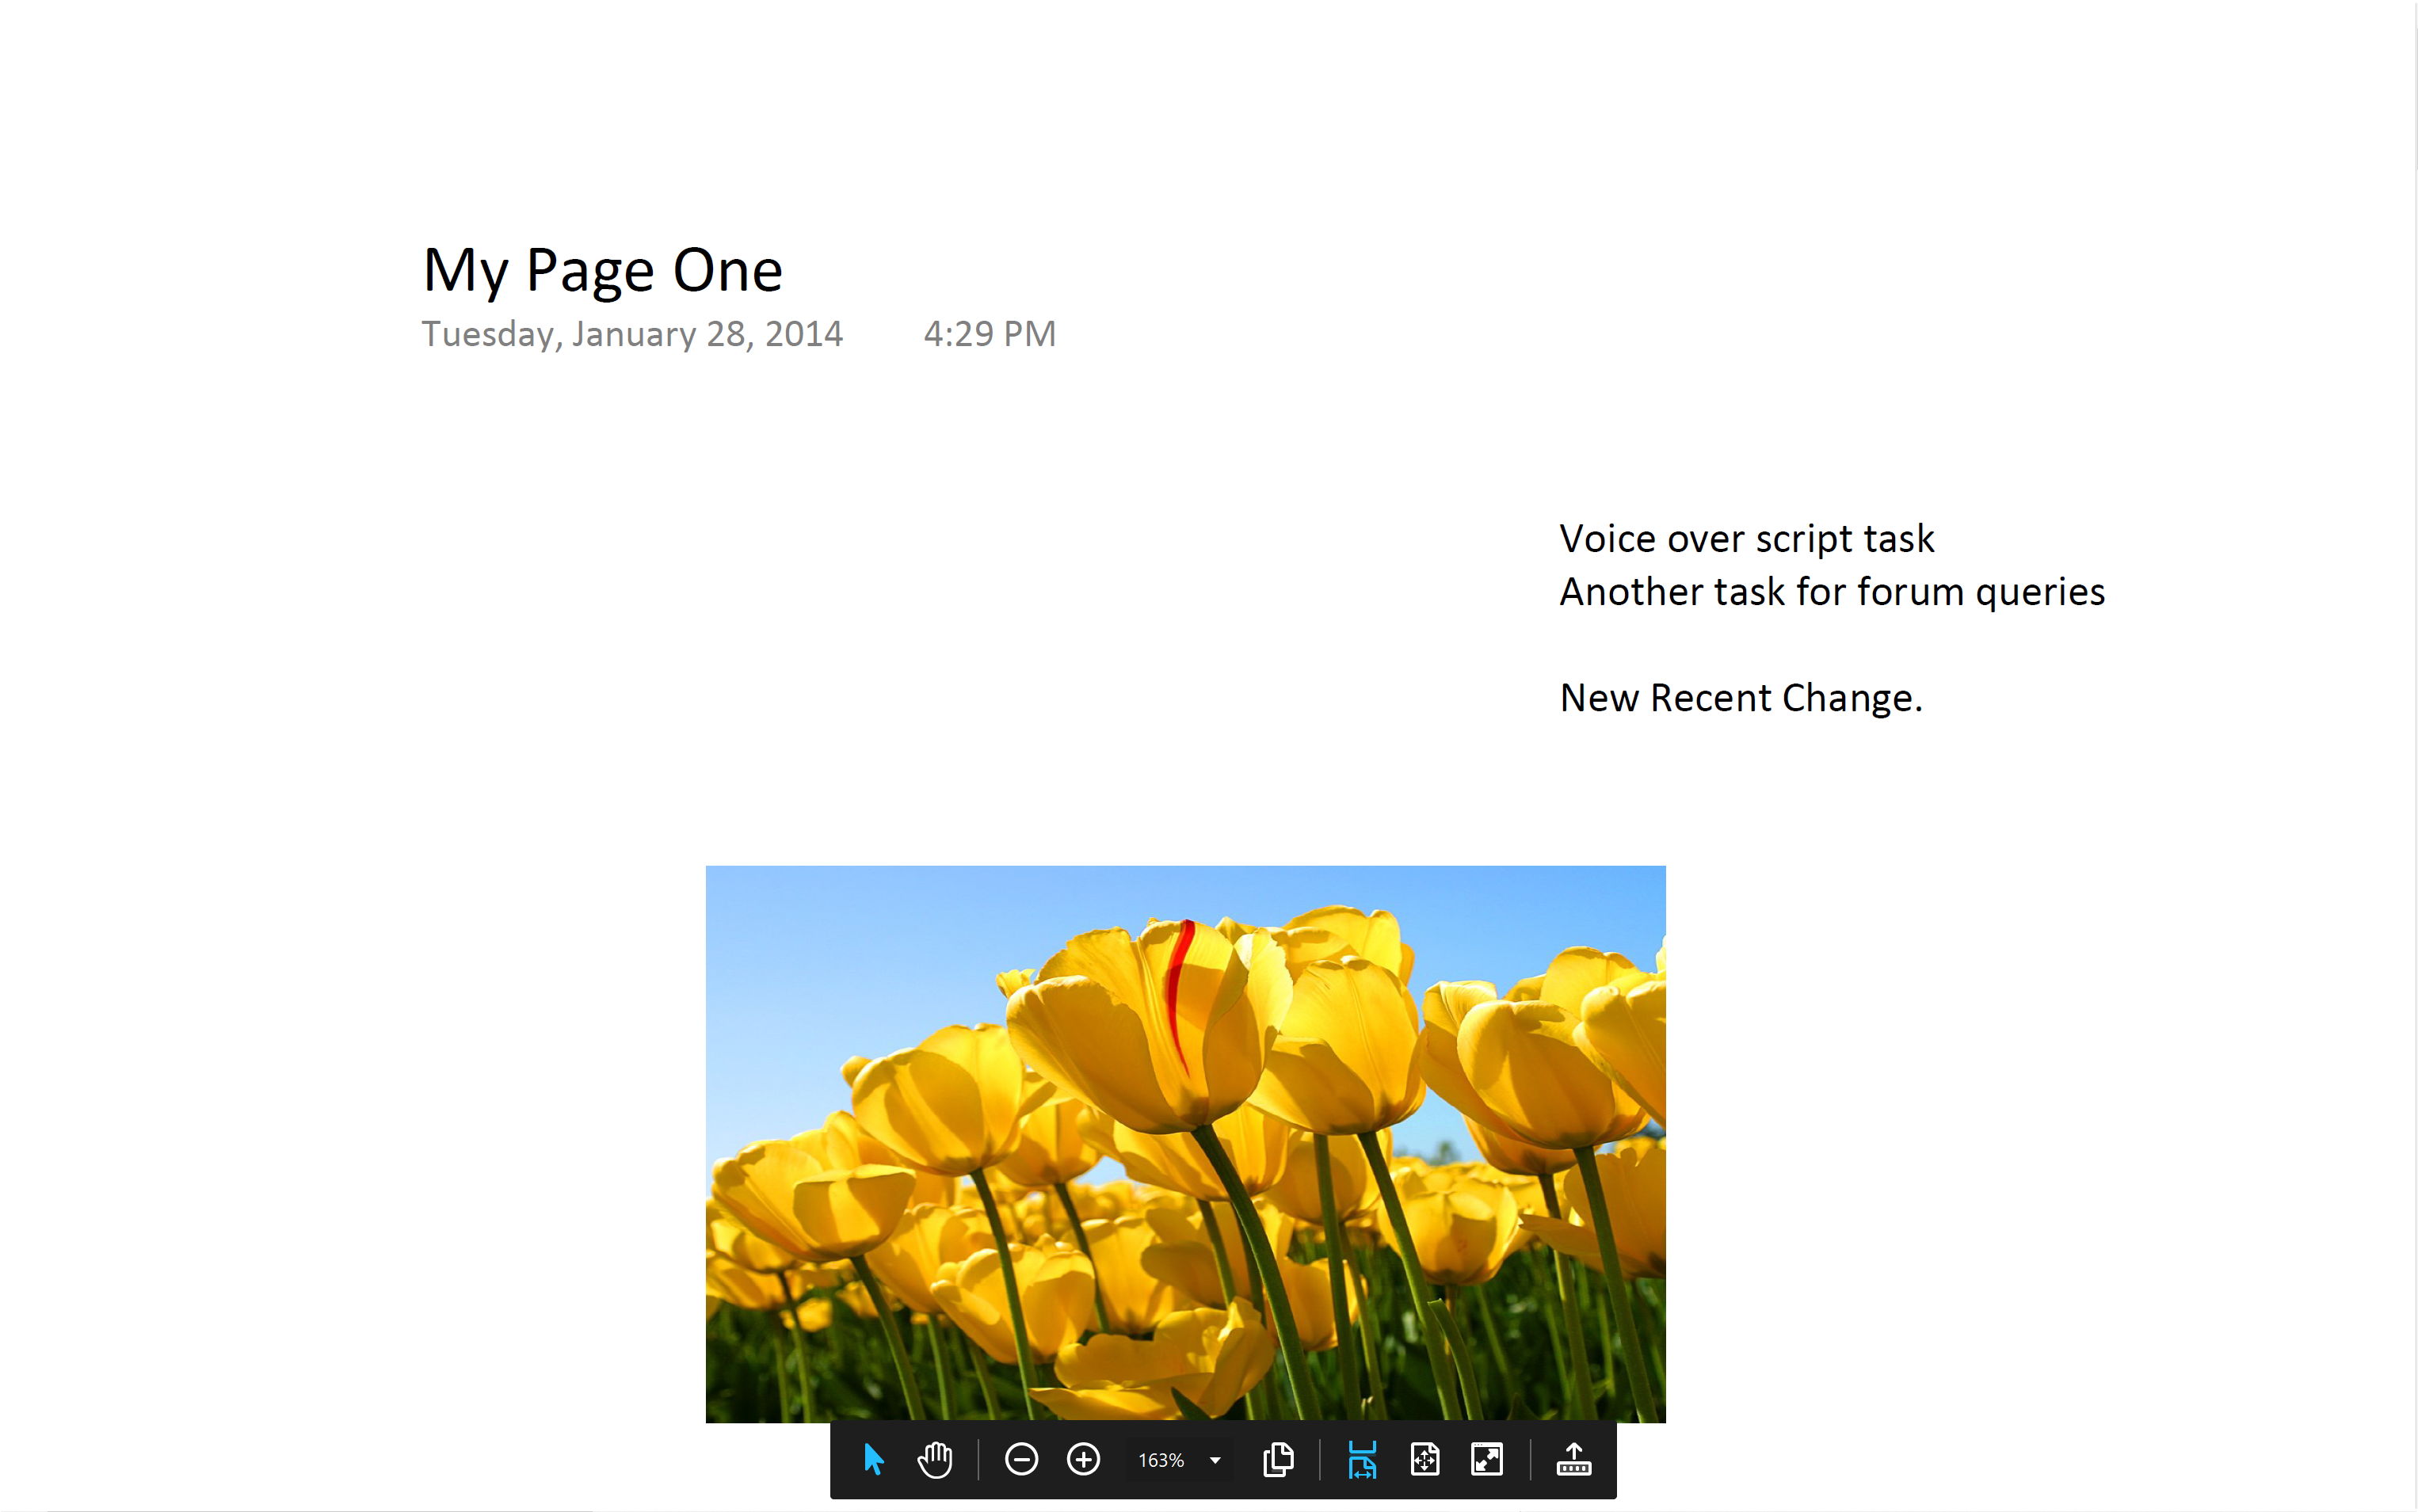 My Page One
Tuesday, January 28, 2014 4:29 PM
Voice over script task
Another task for forum queries
New Recent Change.
163%